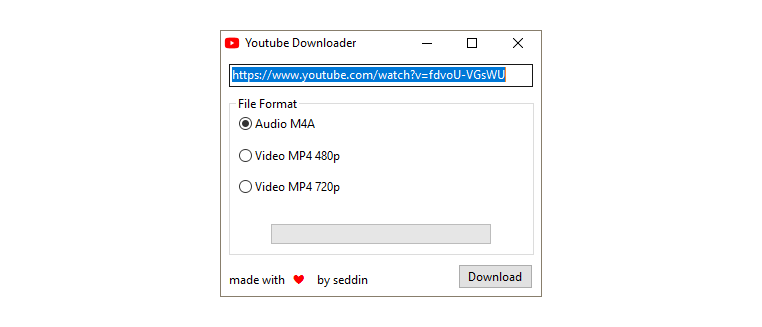 Youtube Downloader
https://www.youtube.com/watch?v=fdvoU-VGsWU
File Format
Audio M4A
Video MP4 480p
Video MP4 720p
made with by seddin
Download